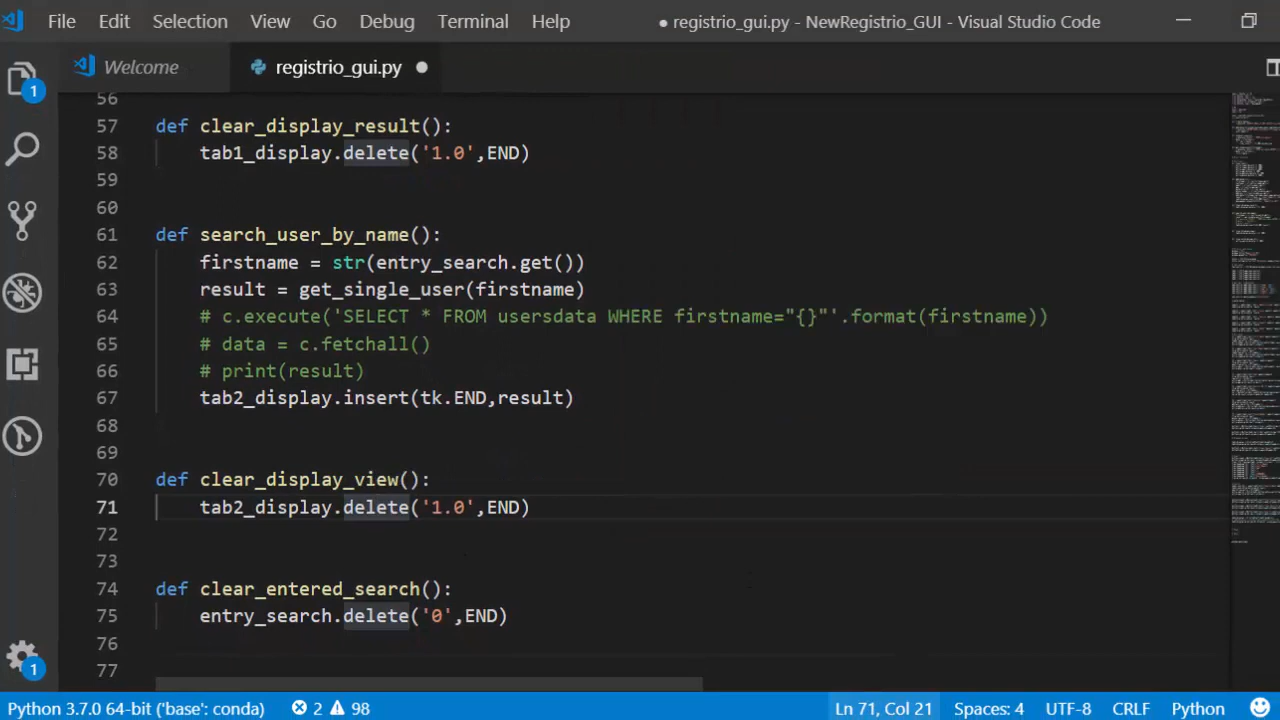 File Edit Selection View Go Debug Terminal Help ● registrio_gui.py - NewRegistrio_GUI - Visual Studio Code
Welcome registrio_gui.py
1
56
57 def clear_display_result():
58 tab1_display.delete('1.0',END)
59
60
61 def search_user_by_name():
62 firstname = str(entry_search.get())
63 result = get_single_user(firstname)
64 # c.execute('SELECT * FROM usersdata WHERE firstname="{}"'.format(firstname))
65 # data = c.fetchall()
66 # print(result)
67 tab2_display.insert(tk.END,result)
68
69
70 def clear_display_view():
71 tab2_display.delete('1.0',END)
72
73
74 def clear_entered_search():
75 entry_search.delete('0',END)
76
77
1
Python 3.7.0 64-bit ('base': conda) 2 98 Ln 71, Col 21 Spaces: 4 UTF-8 CRLF Python